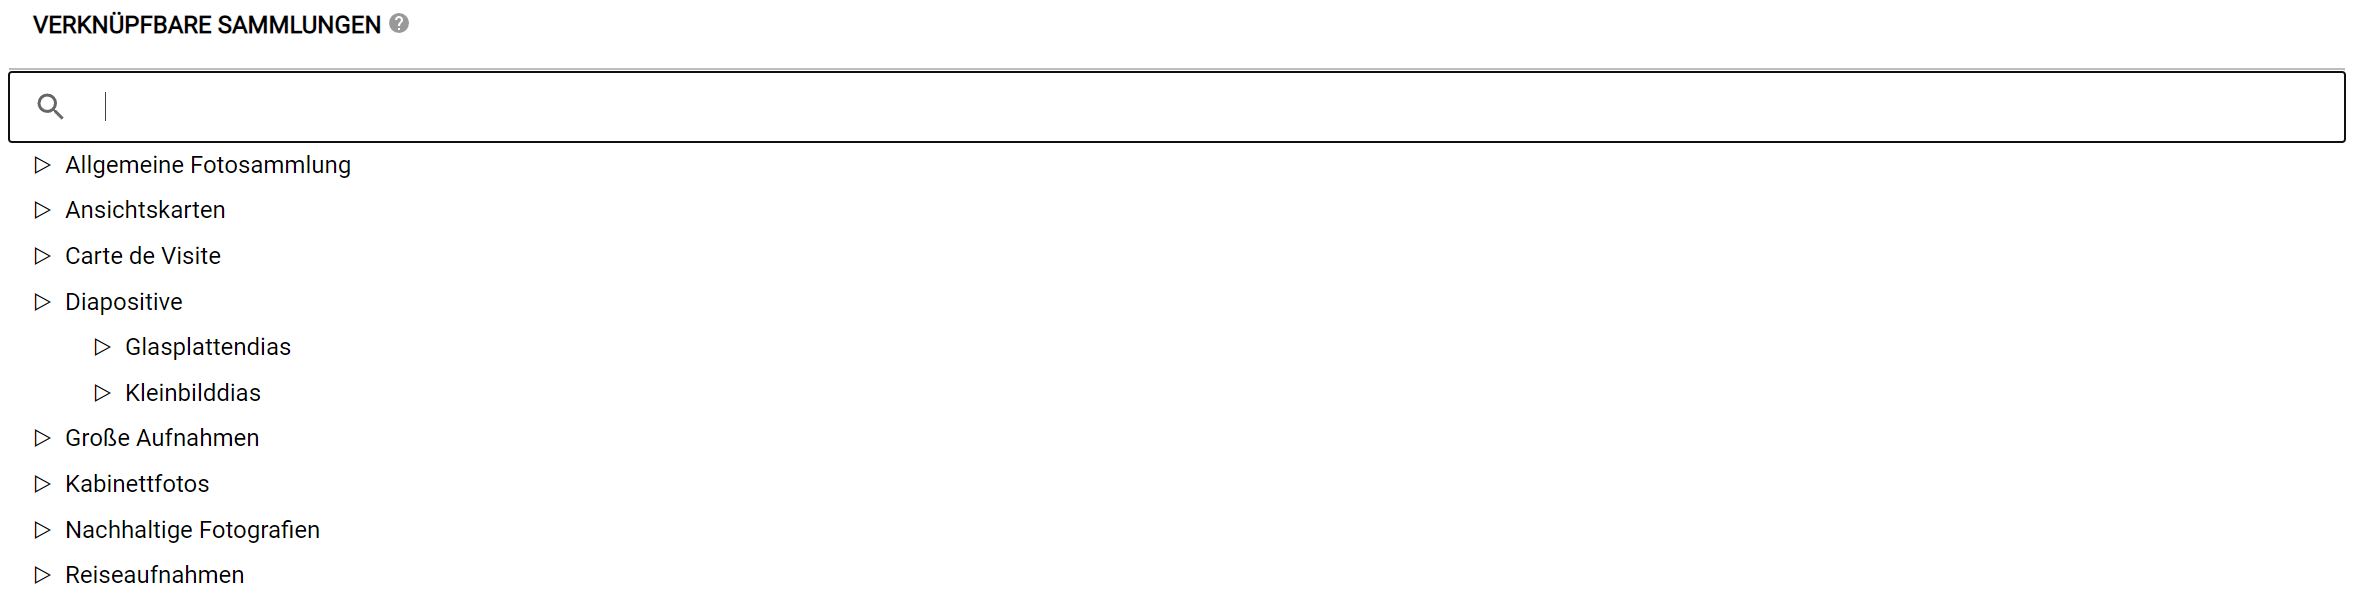 VERKNÜPFBARE SAMMLUNGEN ?
Allgemeine Fotosammlung
Ansichtskarten
Carte de Visite
Diapositive
Glasplattendias
Kleinbilddias
Große Aufnahmen
Kabinettfotos
Nachhaltige Fotografien
Reiseaufnahmen